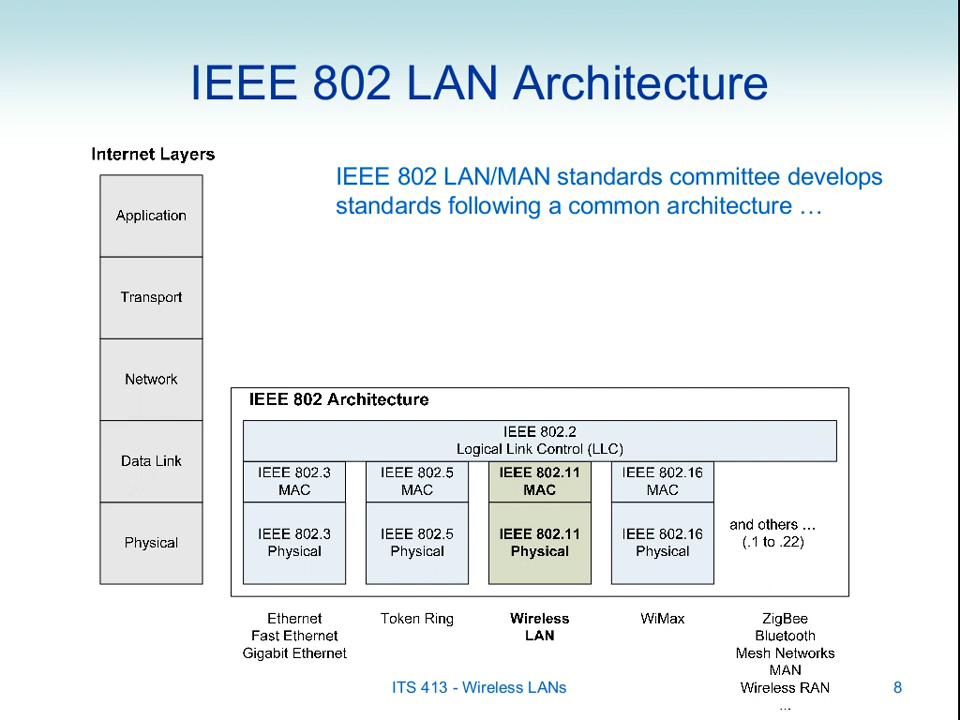 IEEE 802 LAN Architecture
Internet Layers
IEEE 802 LAN/MAN standards committee develops
standards following a common architecture …
Application
Transport
Network
Data Link
Physical
IEEE 802 Architecture
IEEE 802.2
Logical Link Control (LLC)
IEEE 802.3
MAC
IEEE 802.5
MAC
IEEE 802.11
MAC
IEEE 802.16
MAC
IEEE 802.3
Physical
IEEE 802.5
Physical
IEEE 802.11
Physical
IEEE 802.16
Physical
and others …
(.1 to .22)
Ethernet
Fast Ethernet
Gigabit Ethernet
Token Ring
Wireless
LAN
WiMax
ZigBee
Bluetooth
Mesh Networks
MAN
Wireless RAN
...
ITS 413 - Wireless LANs
8